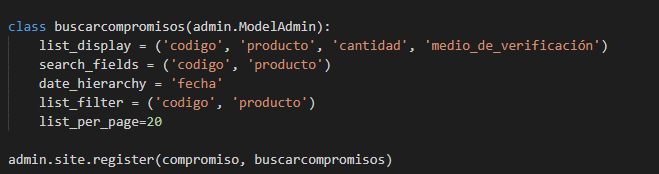 class buscarcompromisos(admin.ModelAdmin):
    list_display = ('codigo', 'producto', 'cantidad', 'medio_de_verificación')
    search_fields = ('codigo', 'producto')
    date_hierarchy = 'fecha'
    list_filter = ('codigo', 'producto')
    list_per_page=20
admin.site.register(compromiso, buscarcompromisos)